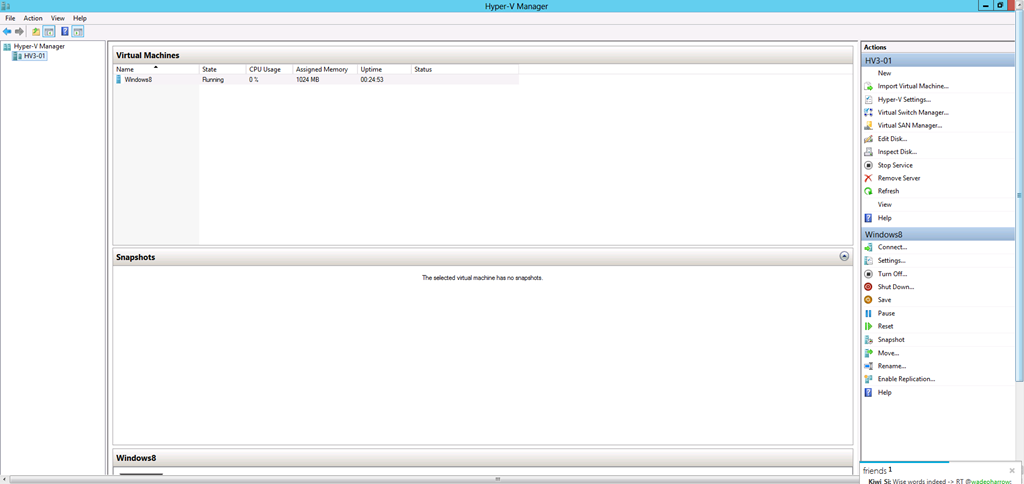 Hyper-V Manager
File Action View Help
Hyper-V Manager
HV3-01
Virtual Machines
Name State CPU Usage Assigned Memory Uptime Status
Windows8 Running 0 % 1024 MB 00:24:53
Snapshots
The selected virtual machine has no snapshots.
Windows8
Actions
HV3-01
New
Import Virtual Machine...
Hyper-V Settings...
Virtual Switch Manager...
Virtual SAN Manager...
Edit Disk...
Inspect Disk...
Stop Service
Remove Server
Refresh
View
Help
Windows8
Connect...
Settings...
Turn Off...
Shut Down...
Save
Pause
Reset
Snapshot
Move...
Rename...
Enable Replication...
Help
friends 1
Kiwi_Si: Wise words indeed -> RT